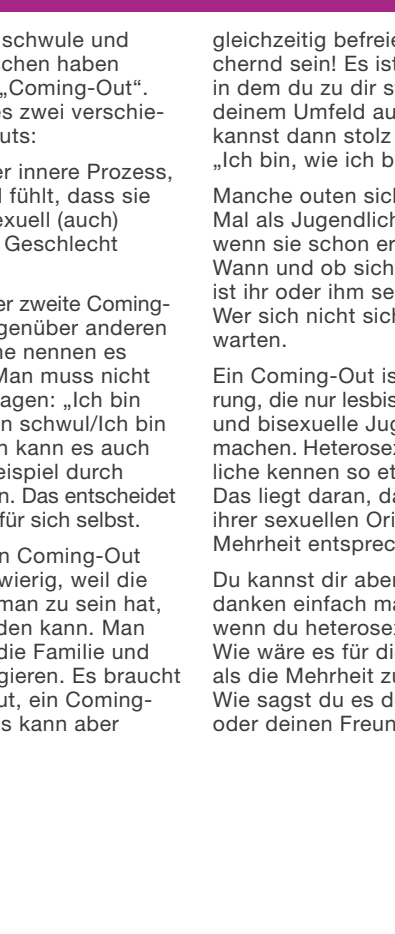 schwule und
schen haben
„Coming-Out“.
es zwei verschie-
uts:
er innere Prozess,
l fühlt, dass sie
exuell (auch)
Geschlecht
er zweite Coming-
genüber anderen
he nennen es
Man muss nicht
agen: „Ich bin
n schwul/Ich bin
n kann es auch
eispiel durch
n. Das entscheidet
für sich selbst.
n Coming-Out
wierig, weil die
man zu sein hat,
den kann. Man
die Familie und
gieren. Es braucht
ut, ein Coming-
s kann aber
gleichzeitig befreie
chernd sein! Es ist
in dem du zu dir s
deinem Umfeld au
kannst dann stolz
„Ich bin, wie ich b
Manche outen sich
Mal als Jugendlich
wenn sie schon er
Wann und ob sich
ist ihr oder ihm se
Wer sich nicht sich
warten.
Ein Coming-Out is
rung, die nur lesbis
und bisexuelle Jug
machen. Heterosex
liche kennen so et
Das liegt daran, da
ihrer sexuellen Ori
Mehrheit entsprec
Du kannst dir aber
danken einfach ma
wenn du heterosex
Wie wäre es für di
als die Mehrheit zu
Wie sagst du es d
oder deinen Freun